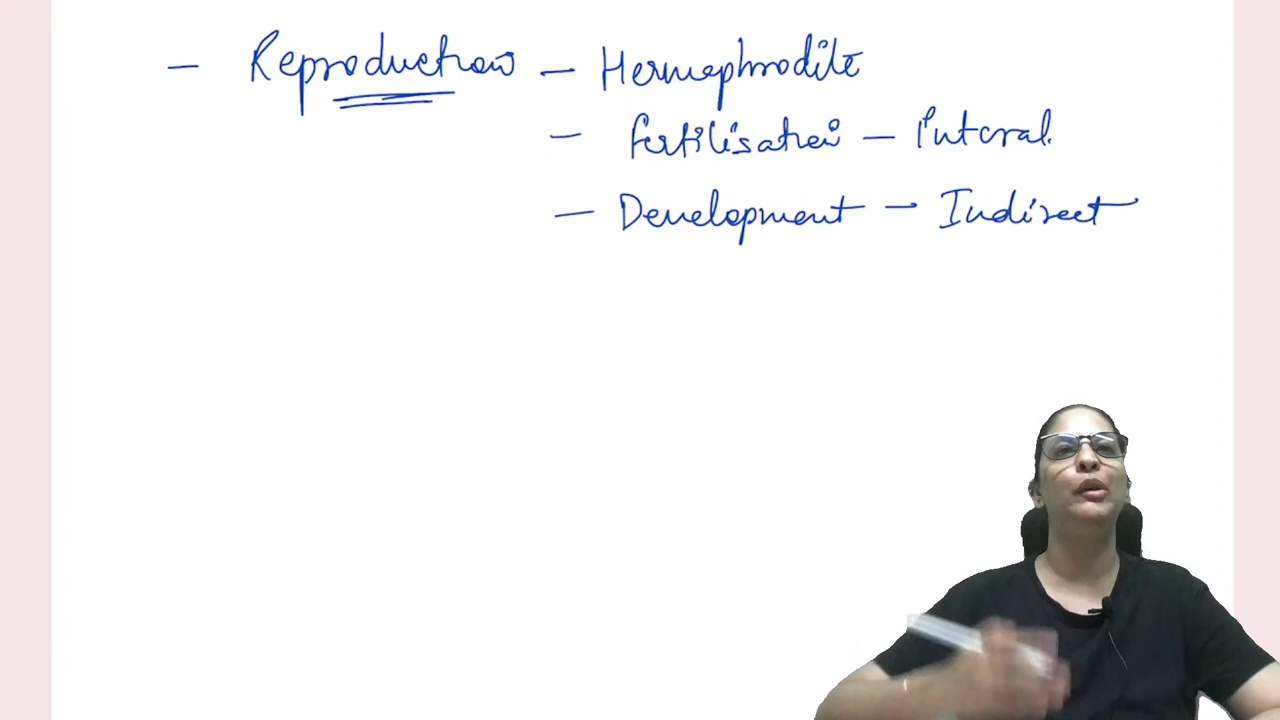 - Reproduction - Hermaphrodite
- fertilisation - Internal
- Development - Indirect